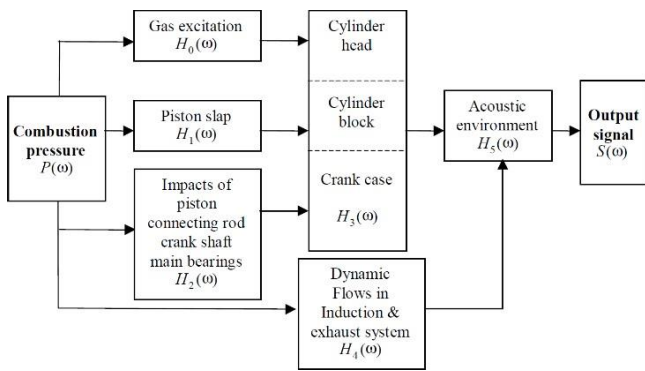 Gas excitation
H₀(ω)
Cylinder
head
Combustion
pressure
P(ω)
Piston slap
H₁(ω)
Cylinder
block
Acoustic
environment
H₅(ω)
Output
signal
S(ω)
Impacts of
piston
connecting rod
crank shaft
main bearings
H₂(ω)
Crank case
H₃(ω)
Dynamic
Flows in
Induction &
exhaust system
H₄(ω)